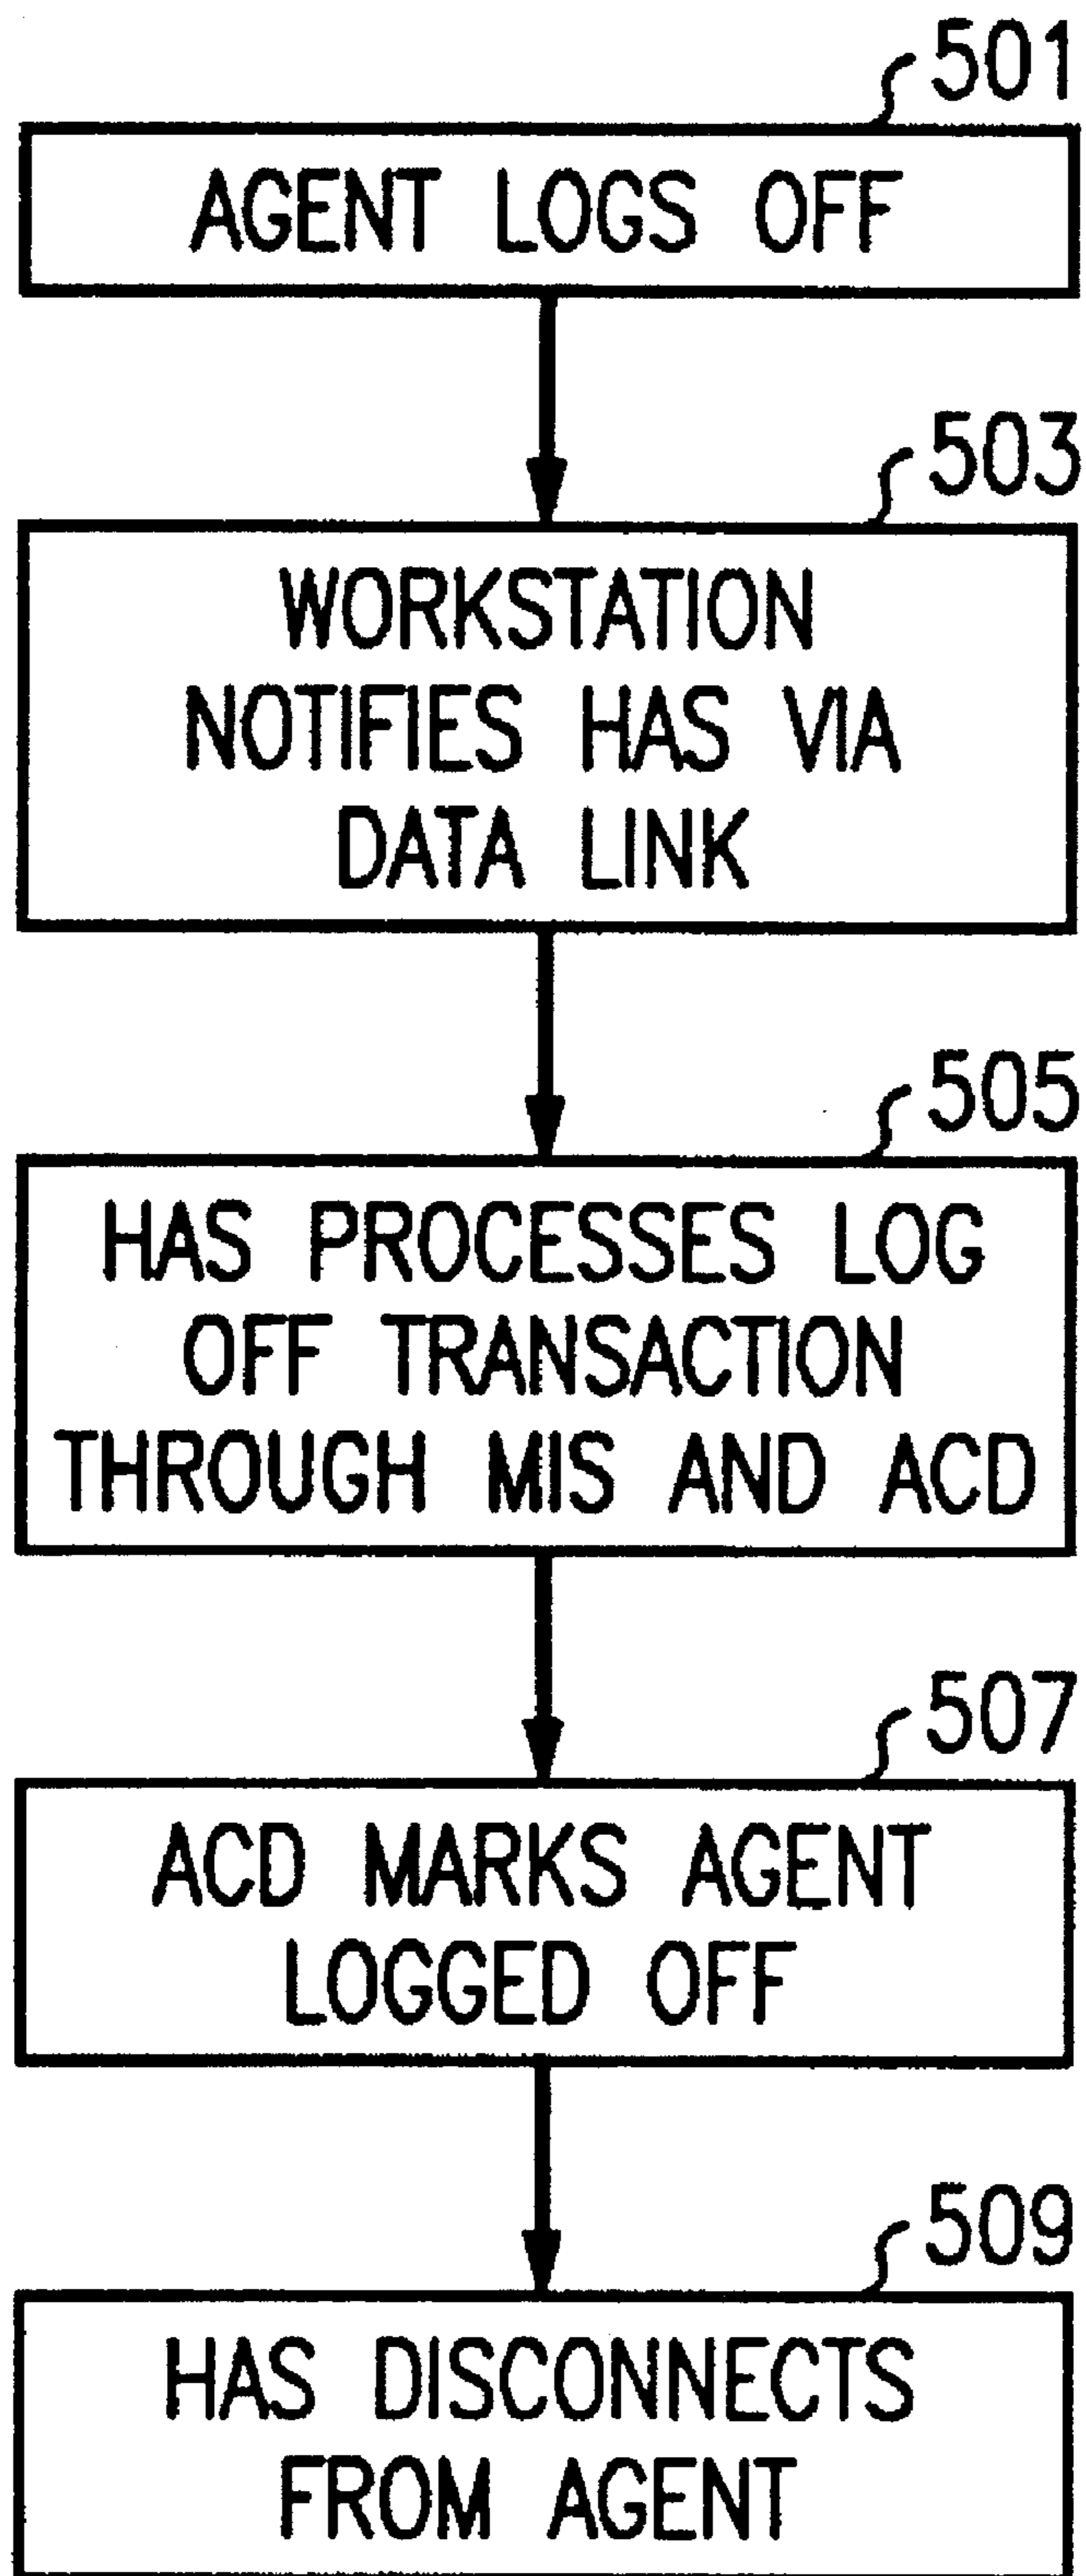 501
AGENT LOGS OFF
503
WORKSTATION
NOTIFIES HAS VIA
DATA LINK
505
HAS PROCESSES LOG
OFF TRANSACTION
THROUGH MIS AND ACD
507
ACD MARKS AGENT
LOGGED OFF
509
HAS DISCONNECTS
FROM AGENT